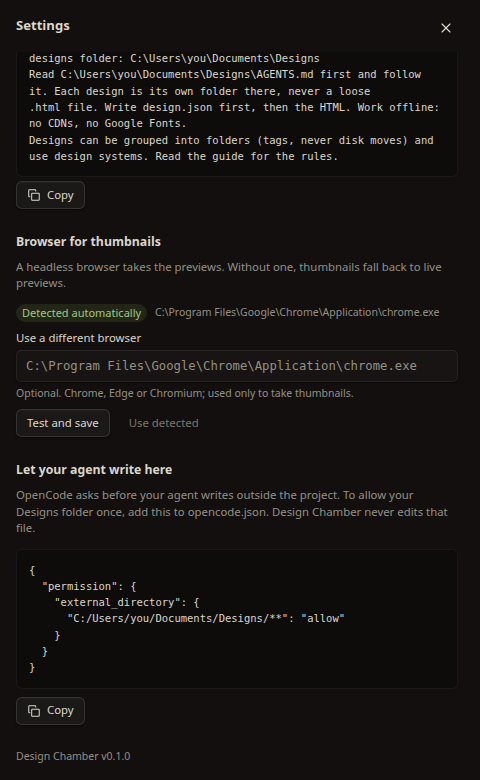 Settings
designs folder: C:\Users\you\Documents\Designs
Read C:\Users\you\Documents\Designs\AGENTS.md first and follow
it. Each design is its own folder there, never a loose
.html file. Write design.json first, then the HTML. Work offline:
no CDNs, no Google Fonts.
Designs can be grouped into folders (tags, never disk moves) and
use design systems. Read the guide for the rules.
Copy
Browser for thumbnails
A headless browser takes the previews. Without one, thumbnails fall back to live
previews.
Detected automatically C:\Program Files\Google\Chrome\Application\chrome.exe
Use a different browser
C:\Program Files\Google\Chrome\Application\chrome.exe
Optional. Chrome, Edge or Chromium; used only to take thumbnails.
Test and save Use detected
Let your agent write here
OpenCode asks before your agent writes outside the project. To allow your
Designs folder once, add this to opencode.json. Design Chamber never edits that
file.
{
  "permission": {
    "external_directory": {
      "C:/Users/you/Documents/Designs/**": "allow"
    }
  }
}
Copy
Design Chamber v0.1.0